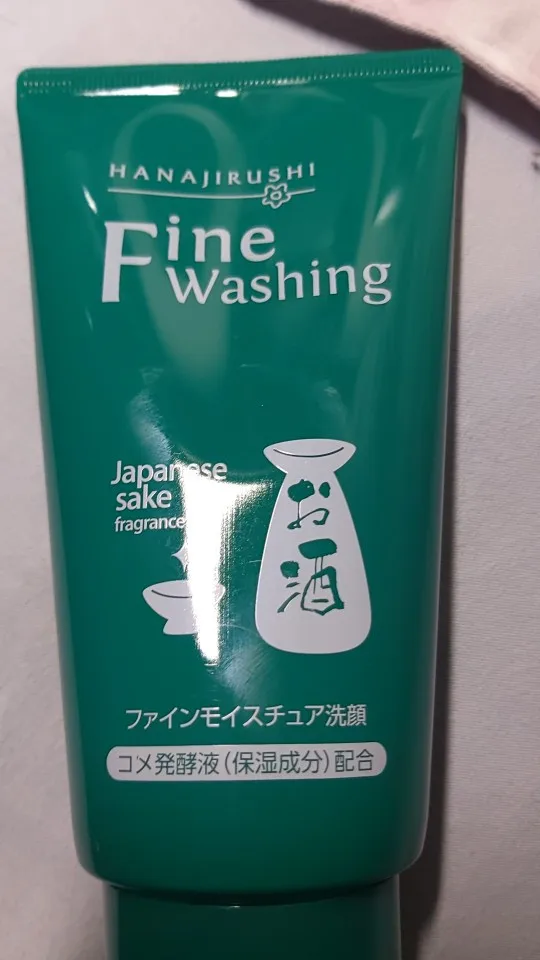 HANAJIRUSHI
Fine
Washing
Japanese
sake
fragrance
お
酒
ファインモイスチュア洗顔
コメ発酵液(保湿成分)配合